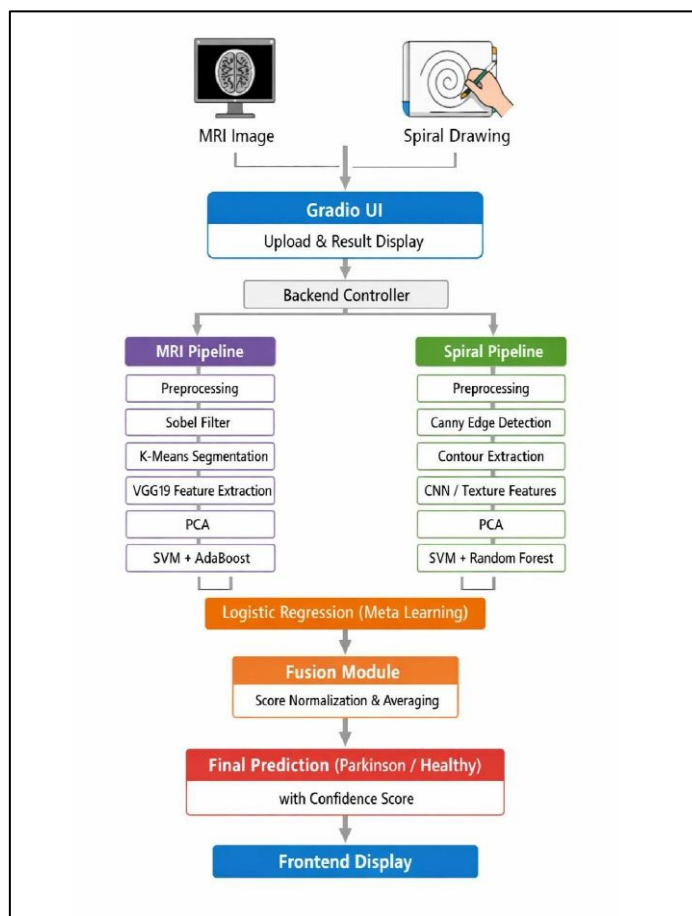 MRI Image
Spiral Drawing
Gradio UI
Upload & Result Display
Backend Controller
MRI Pipeline
Preprocessing
Sobel Filter
K-Means Segmentation
VGG19 Feature Extraction
PCA
SVM + AdaBoost
Spiral Pipeline
Preprocessing
Canny Edge Detection
Contour Extraction
CNN / Texture Features
PCA
SVM + Random Forest
Logistic Regression (Meta Learning)
Fusion Module
Score Normalization & Averaging
Final Prediction (Parkinson / Healthy)
with Confidence Score
Frontend Display